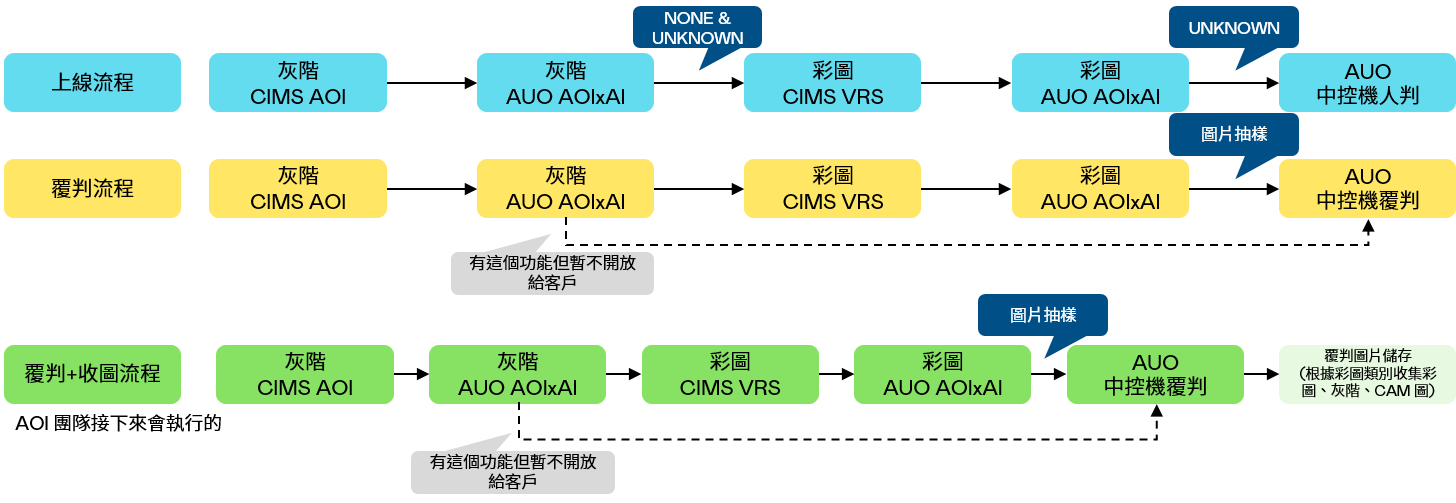 NONE &
UNKNOWN
UNKNOWN
上線流程
灰階
CIMS AOI
灰階
AUO AOIxAI
彩圖
CIMS VRS
彩圖
AUO AOIxAI
AUO
中控機人判
圖片抽樣
覆判流程
灰階
CIMS AOI
灰階
AUO AOIxAI
彩圖
CIMS VRS
彩圖
AUO AOIxAI
AUO
中控機覆判
有這個功能但暫不開放
給客戶
圖片抽樣
覆判+收圖流程
灰階
CIMS AOI
灰階
AUO AOIxAI
彩圖
CIMS VRS
彩圖
AUO AOIxAI
AUO
中控機覆判
覆判圖片儲存
（根據彩圖類別收集彩
圖、灰階、CAM 圖）
AOI 團隊接下來會執行的
有這個功能但暫不開放
給客戶